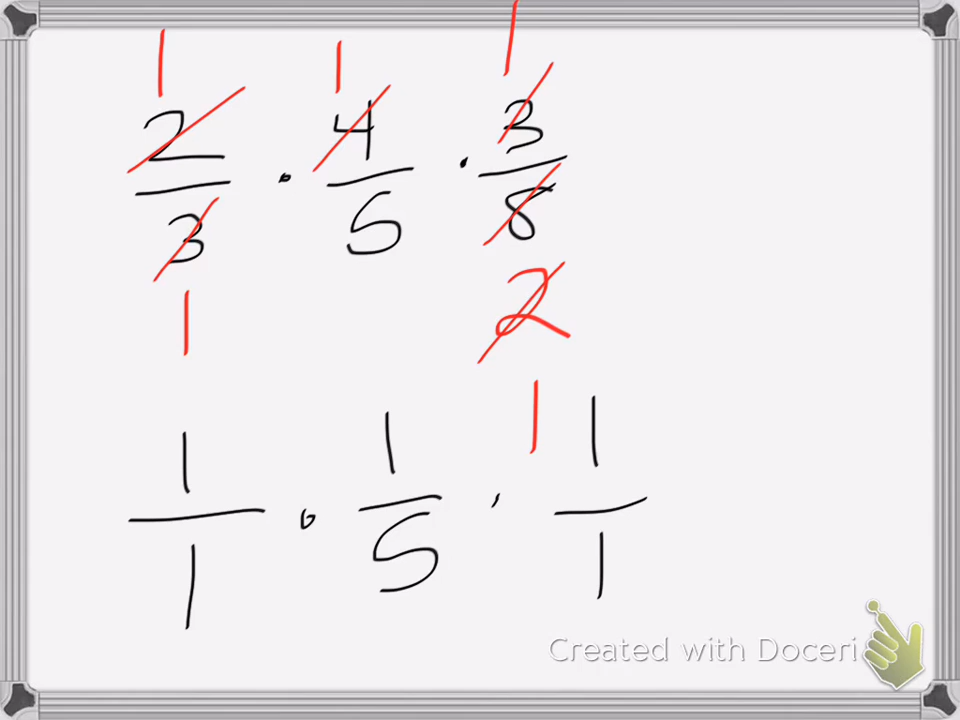 1 1 1
2 4 3
3 · 5 · 8
1 2
1
1 1 1
1 · 5 · 1
Created with Doceri